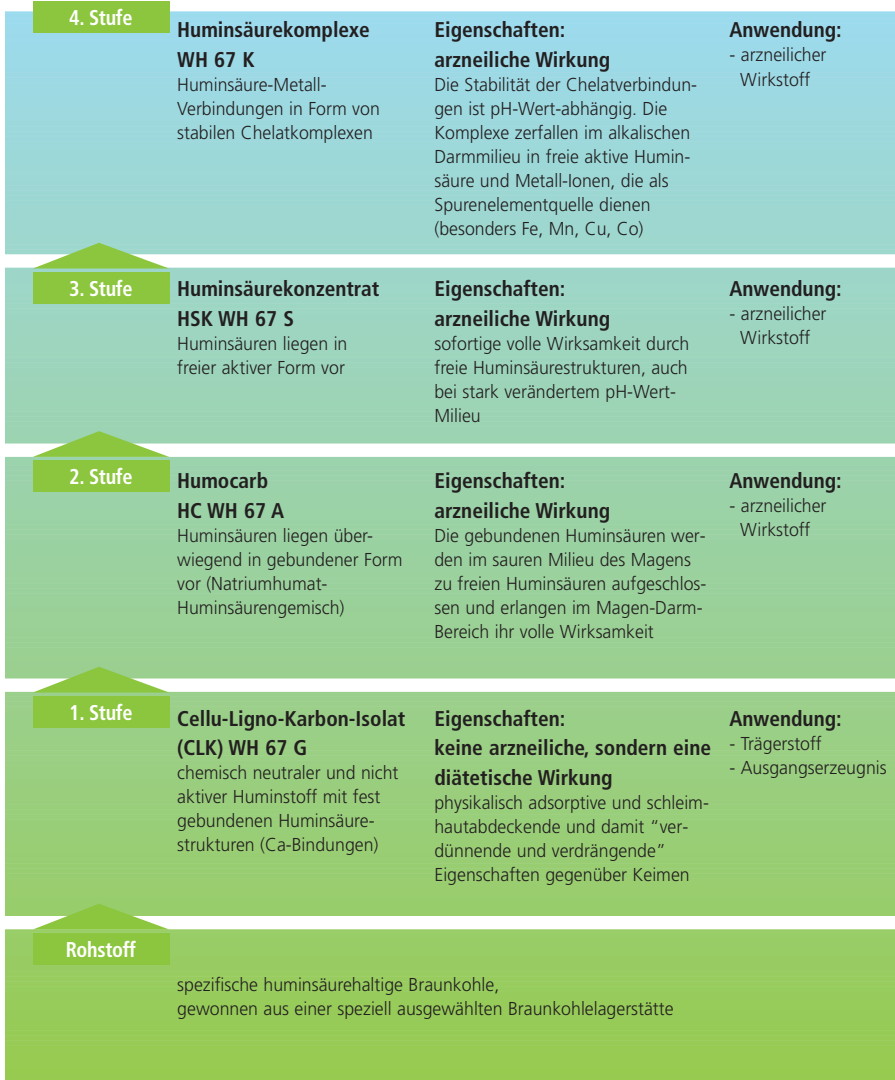 4. Stufe
Huminsäurekomplexe
WH 67 K
Huminsäure-Metall-
Verbindungen in Form von
stabilen Chelatkomplexen
Eigenschaften:
arzneiliche Wirkung
Die Stabilität der Chelatverbindun-
gen ist pH-Wert-abhängig. Die
Komplexe zerfallen im alkalischen
Darmmilieu in freie aktive Humin-
säure und Metall-Ionen, die als
Spurenelementquelle dienen
(besonders Fe, Mn, Cu, Co)
Anwendung:
- arzneilicher
Wirkstoff
3. Stufe
Huminsäurekonzentrat
HSK WH 67 S
Huminsäuren liegen in
freier aktiver Form vor
Eigenschaften:
arzneiliche Wirkung
sofortige volle Wirksamkeit durch
freie Huminsäurestrukturen, auch
bei stark verändertem pH-Wert-
Milieu
Anwendung:
- arzneilicher
Wirkstoff
2. Stufe
Humocarb
HC WH 67 A
Huminsäuren liegen über-
wiegend in gebundener Form
vor (Natriumhumat-
Huminsäurengemisch)
Eigenschaften:
arzneiliche Wirkung
Die gebundenen Huminsäuren wer-
den im sauren Milieu des Magens
zu freien Huminsäuren aufgeschlos-
sen und erlangen im Magen-Darm-
Bereich ihr volle Wirksamkeit
Anwendung:
- arzneilicher
Wirkstoff
1. Stufe
Cellu-Ligno-Karbon-Isolat
(CLK) WH 67 G
chemisch neutraler und nicht
aktiver Huminstoff mit fest
gebundenen Huminsäure-
strukturen (Ca-Bindungen)
Eigenschaften:
keine arzneiliche, sondern eine
diätetische Wirkung
physikalisch adsorptive und schleim-
hautabdeckende und damit “ver-
dünnende und verdrängende”
Eigenschaften gegenüber Keimen
Anwendung:
- Trägerstoff
- Ausgangserzeugnis
Rohstoff
spezifische huminsäurehaltige Braunkohle,
gewonnen aus einer speziell ausgewählten Braunkohlelagerstätte